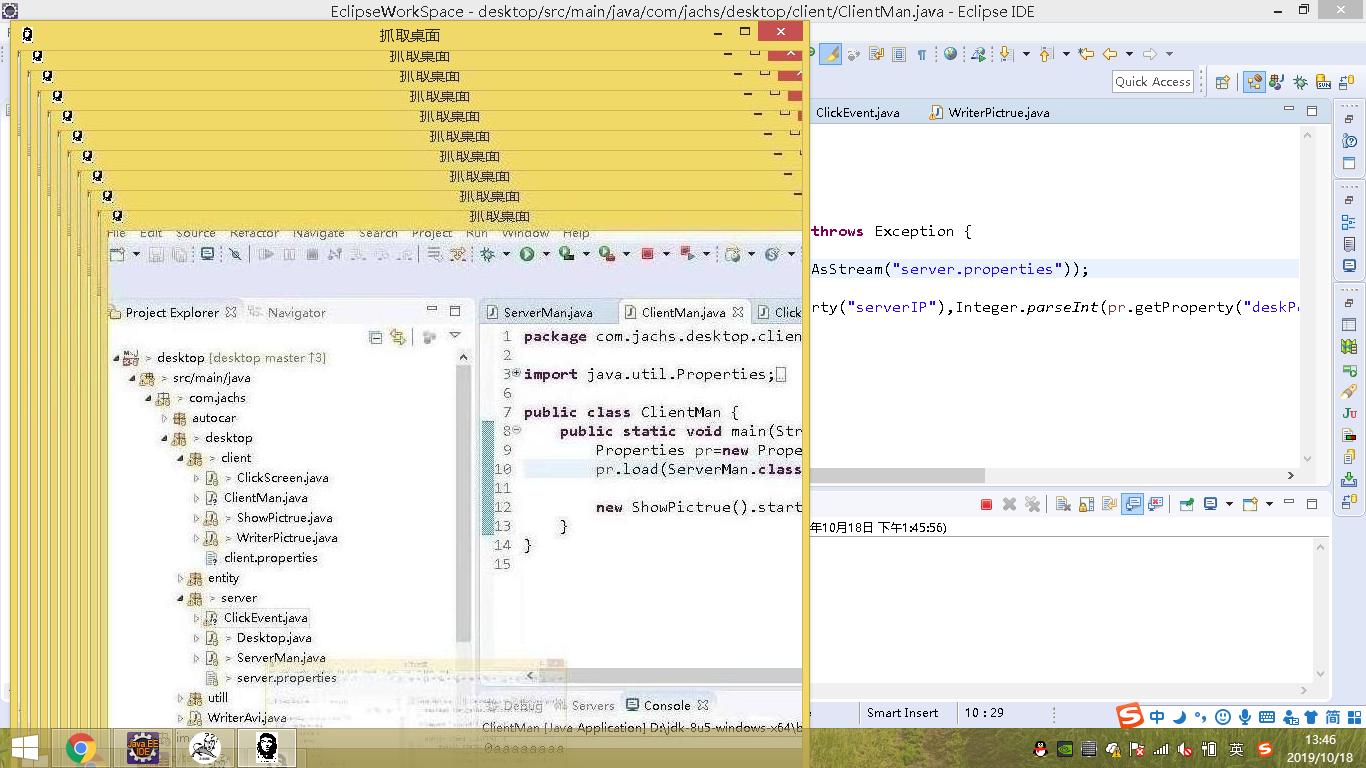 EclipseWorkSpace - desktop/src/main/java/com/jachs/desktop/client/ClientMan.java - Eclipse IDE
抓取桌面
抓取桌面
抓取桌面
抓取桌面
抓取桌面
抓取桌面
抓取桌面
抓取桌面
抓取桌面
抓取桌面
Quick Access
ClickEvent.java WriterPictrue.java
File Edit Source Refactor Navigate Search Project Run Window Help
Project Explorer Navigator
ServerMan.java ClientMan.java Click
> desktop [desktop master ↑3]
> src/main/java
> com.jachs
autocar
> desktop
> client
> ClickScreen.java
ClientMan.java
> ShowPictrue.java
> WriterPictrue.java
client.properties
entity
> server
ClickEvent.java
> Desktop.java
> ServerMan.java
> server.properties
utill
WriterAvi.java
im
1 package com.jachs.desktop.clien
2
3 import java.util.Properties;
6
7 public class ClientMan {
8 public static void main(Str
9 Properties pr=new Prope
10 pr.load(ServerMan.class
11
12 new ShowPictrue().start
13 }
14 }
15
throws Exception {
AsStream("server.properties"));
rty("serverIP"),Integer.parseInt(pr.getProperty("deskP
Debug Servers Console
ClientMan [Java Application] D:\jdk-8u5-windows-x64\b
年10月18日 下午1:45:56)
0aaaaaaaa
Smart Insert 10 : 29
中 简
Java EE
IDE
英
13:46
2019/10/18